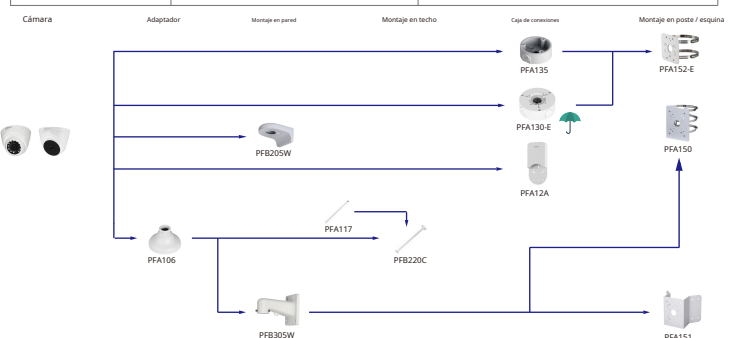 Cámara Adaptador Montaje en pared Montaje en techo Caja de conexiones Montaje en poste / esquina
PFA135
PFA152-E
PFA130-E
PFB205W
PFA150
PFA12A
PFA117
PFA106
PFB220C
PFB305W
PFA151